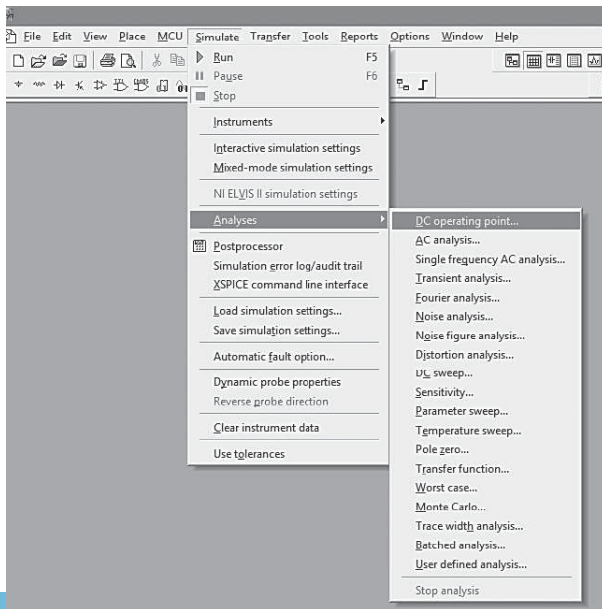 File Edit View Place MCU Simulate Transfer Tools Reports Options Window Help
Run F5
Pause F6
Stop
Instruments
Interactive simulation settings
Mixed-mode simulation settings
NI ELVIS II simulation settings
Analyses
Postprocessor
Simulation error log/audit trail
XSPICE command line interface
Load simulation settings...
Save simulation settings...
Automatic fault option...
Dynamic probe properties
Reverse probe direction
Clear instrument data
Use tolerances
DC operating point...
AC analysis...
Single frequency AC analysis...
Transient analysis...
Fourier analysis...
Noise analysis...
Noise figure analysis...
Distortion analysis...
DC sweep...
Sensitivity...
Parameter sweep...
Temperature sweep...
Pole zero...
Transfer function...
Worst case...
Monte Carlo...
Trace width analysis...
Batched analysis...
User defined analysis...
Stop analysis